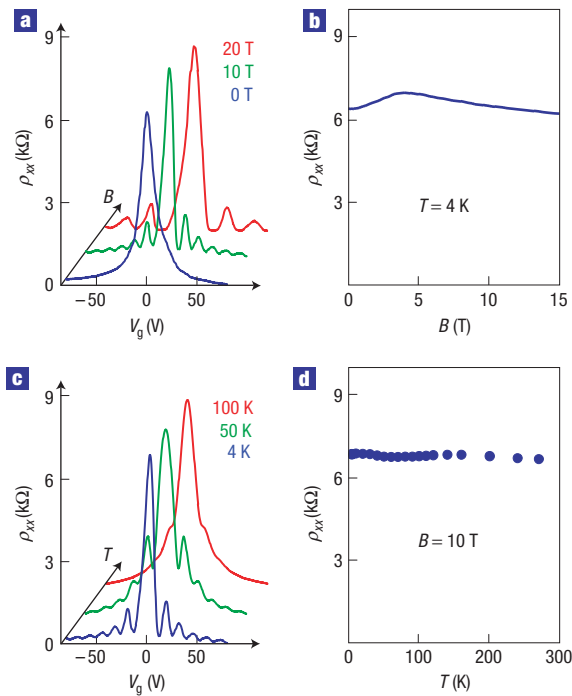 a
9
6
3
0
ρxx (kΩ)
20 T
10 T
0 T
B
−50
0
50
Vg (V)
b
9
6
3
ρxx (kΩ)
T = 4 K
0
5
10
15
B (T)
c
9
6
3
0
ρxx (kΩ)
100 K
50 K
4 K
T
−50
0
50
Vg (V)
d
9
6
3
ρxx (kΩ)
B = 10 T
0
100
200
300
T (K)